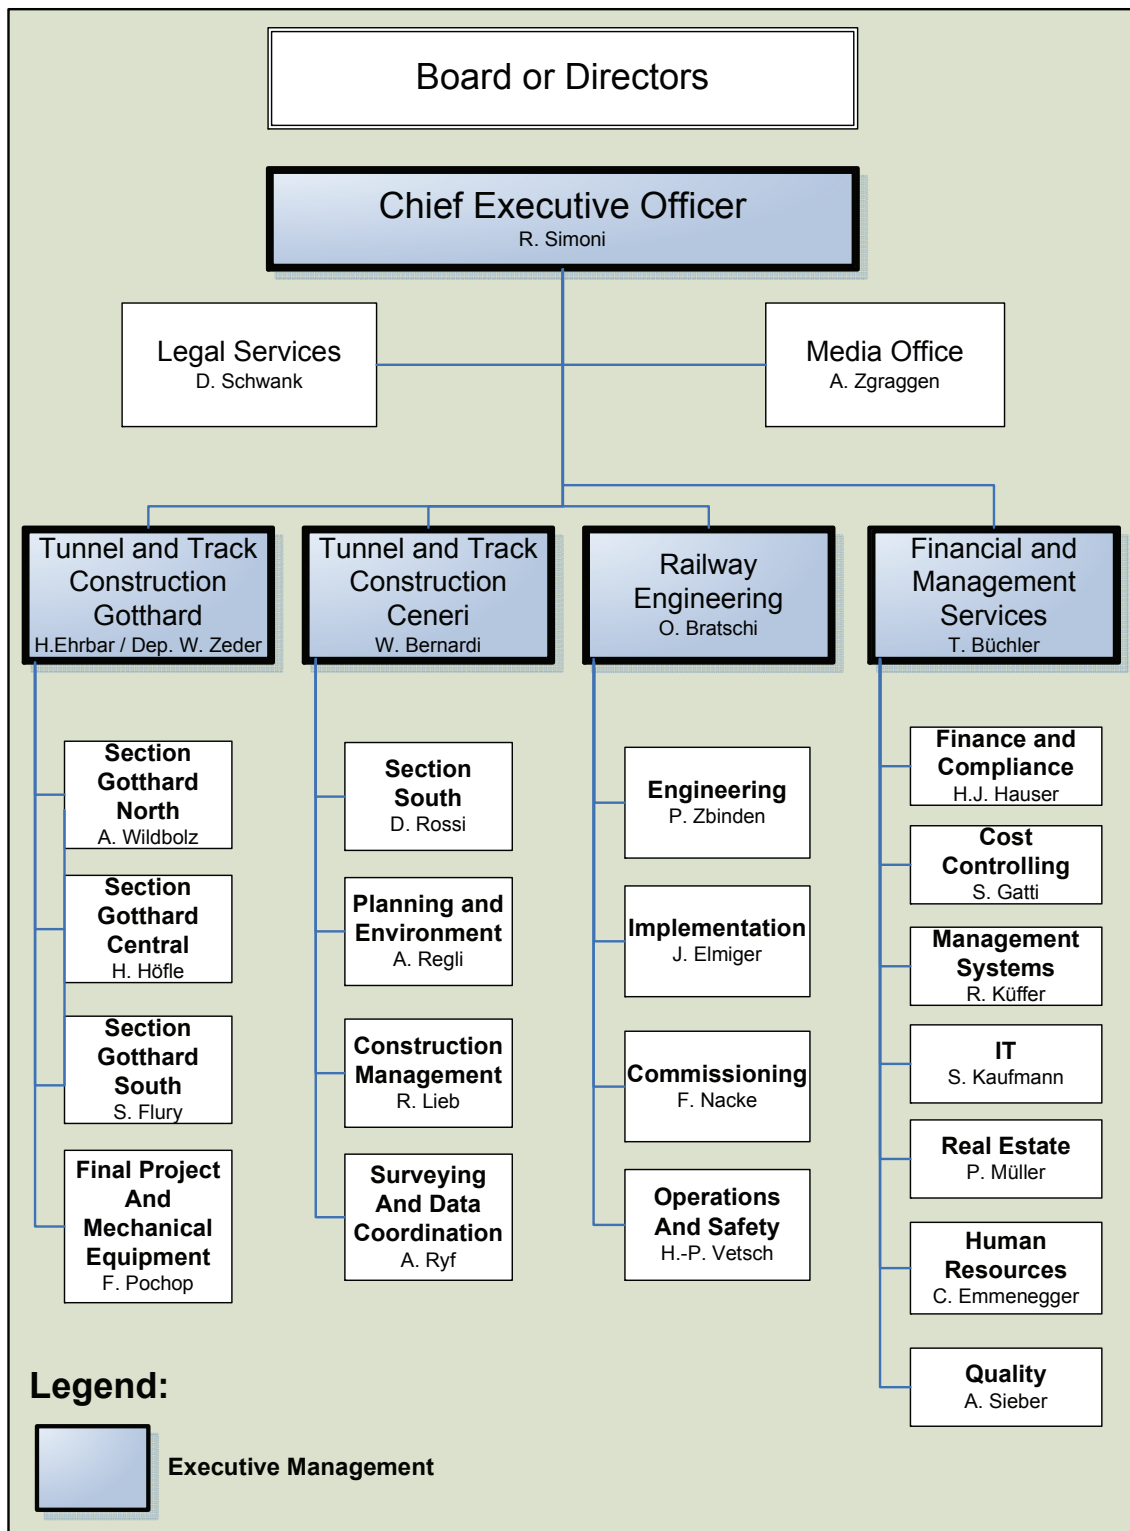 Board or Directors
Chief Executive Officer
R. Simoni
Legal Services
D. Schwank
Media Office
A. Zgraggen
Tunnel and Track
Construction
Gotthard
H.Ehrbar / Dep. W. Zeder
Tunnel and Track
Construction
Ceneri
W. Bernardi
Railway
Engineering
O. Bratschi
Financial and
Management
Services
T. Büchler
Section
Gotthard
North
A. Wildbolz
Section
Gotthard
Central
H. Höfle
Section
Gotthard
South
S. Flury
Final Project
And
Mechanical
Equipment
F. Pochop
Section
South
D. Rossi
Planning and
Environment
A. Regli
Construction
Management
R. Lieb
Surveying
And Data
Coordination
A. Ryf
Engineering
P. Zbinden
Implementation
J. Elmiger
Commissioning
F. Nacke
Operations
And Safety
H.-P. Vetsch
Finance and
Compliance
H.J. Hauser
Cost
Controlling
S. Gatti
Management
Systems
R. Küffer
IT
S. Kaufmann
Real Estate
P. Müller
Human
Resources
C. Emmenegger
Quality
A. Sieber
Legend:
Executive Management